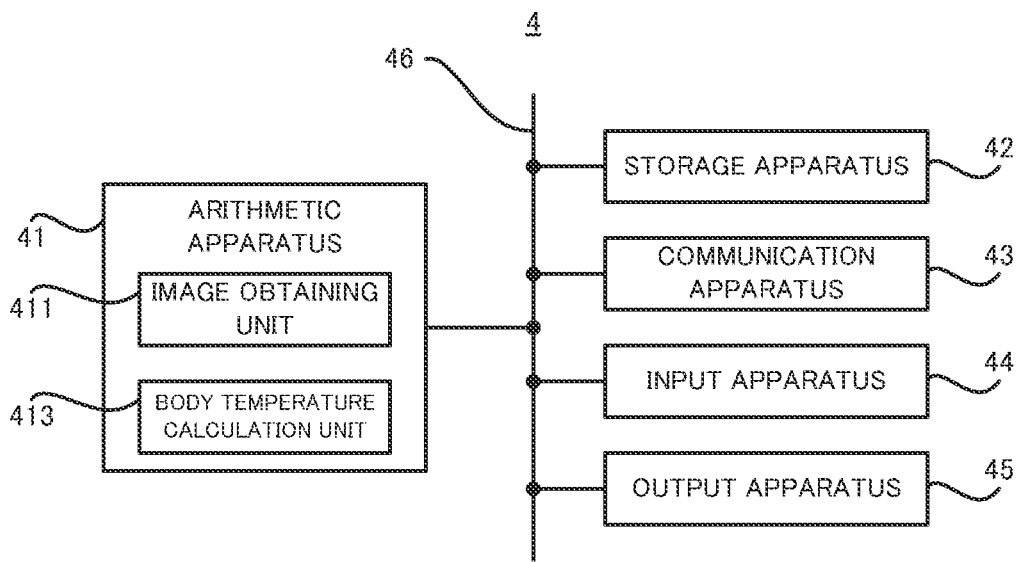 4
46
STORAGE APPARATUS
42
41
ARITHMETIC
APPARATUS
COMMUNICATION
APPARATUS
43
411
IMAGE OBTAINING
UNIT
INPUT APPARATUS
44
413
BODY TEMPERATURE
CALCULATION UNIT
OUTPUT APPARATUS
45